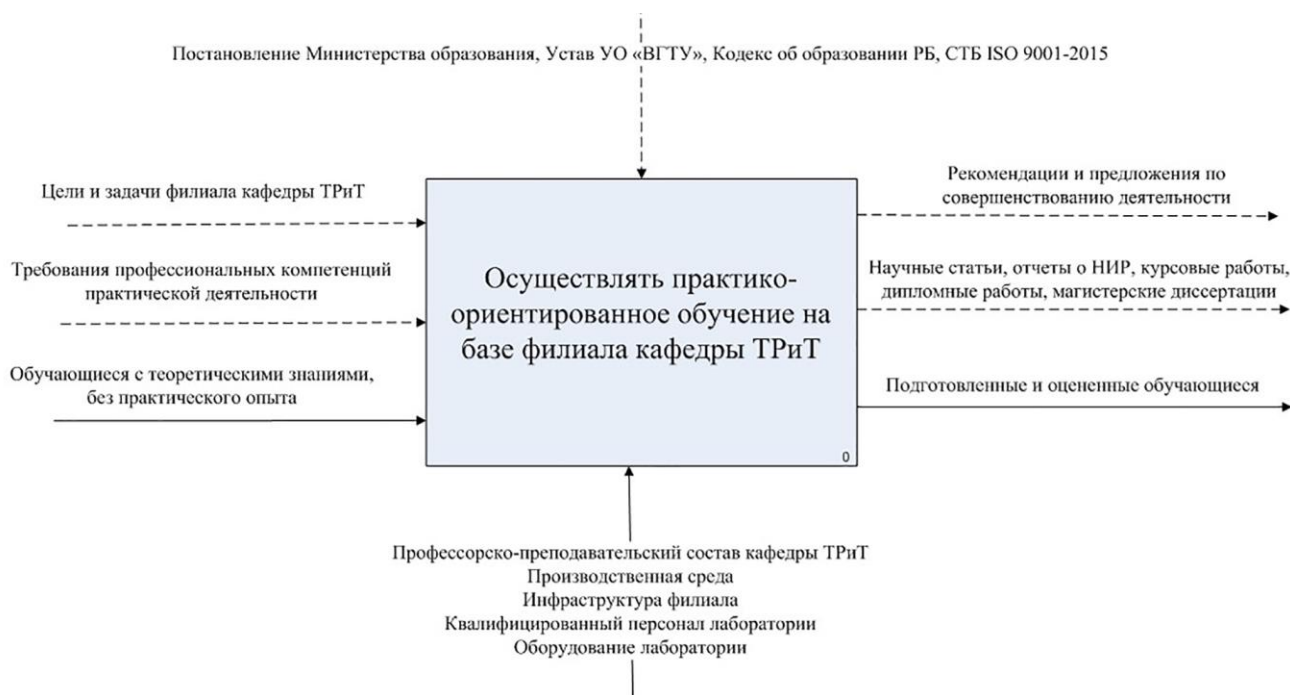 Постановление Министерства образования, Устав УО «ВГТУ», Кодекс об образовании РБ, СТБ ISO 9001-2015
Цели и задачи филиала кафедры ТРиТ
Требования профессиональных компетенций
практической деятельности
Обучающиеся с теоретическими знаниями,
без практического опыта
Осуществлять практико-
ориентированное обучение на
базе филиала кафедры ТРиТ
0
Рекомендации и предложения по
совершенствованию деятельности
Научные статьи, отчеты о НИР, курсовые работы,
дипломные работы, магистерские диссертации
Подготовленные и оцененные обучающиеся
Профессорско-преподавательский состав кафедры ТРиТ
Производственная среда
Инфраструктура филиала
Квалифицированный персонал лаборатории
Оборудование лаборатории